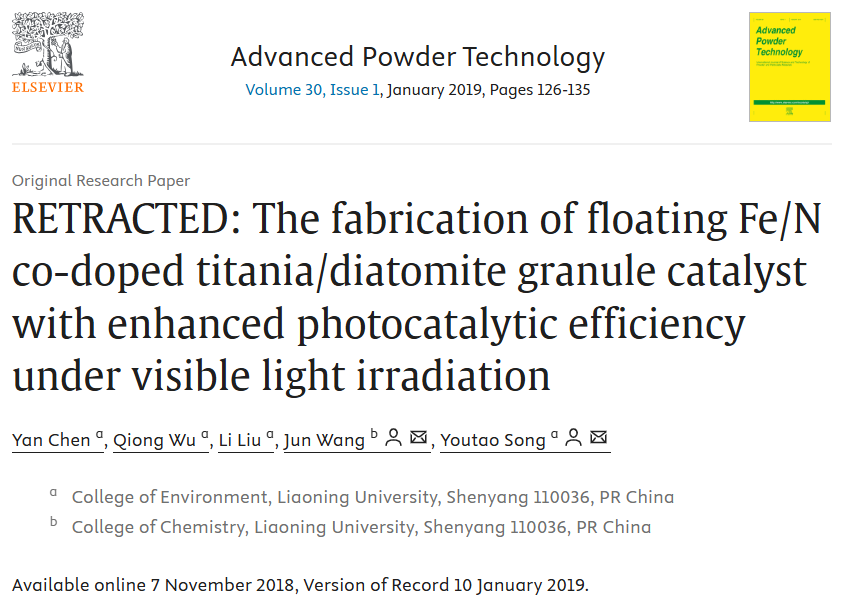 ELSEVIER
Advanced Powder Technology
Volume 30, Issue 1, January 2019, Pages 126-135
Advanced
Powder
Technology
Original Research Paper
RETRACTED: The fabrication of floating Fe/N
co-doped titania/diatomite granule catalyst
with enhanced photocatalytic efficiency
under visible light irradiation
Yan Chen a, Qiong Wu a, Li Liu a, Jun Wang b, Youtao Song a
a College of Environment, Liaoning University, Shenyang 110036, PR China
b College of Chemistry, Liaoning University, Shenyang 110036, PR China
Available online 7 November 2018, Version of Record 10 January 2019.